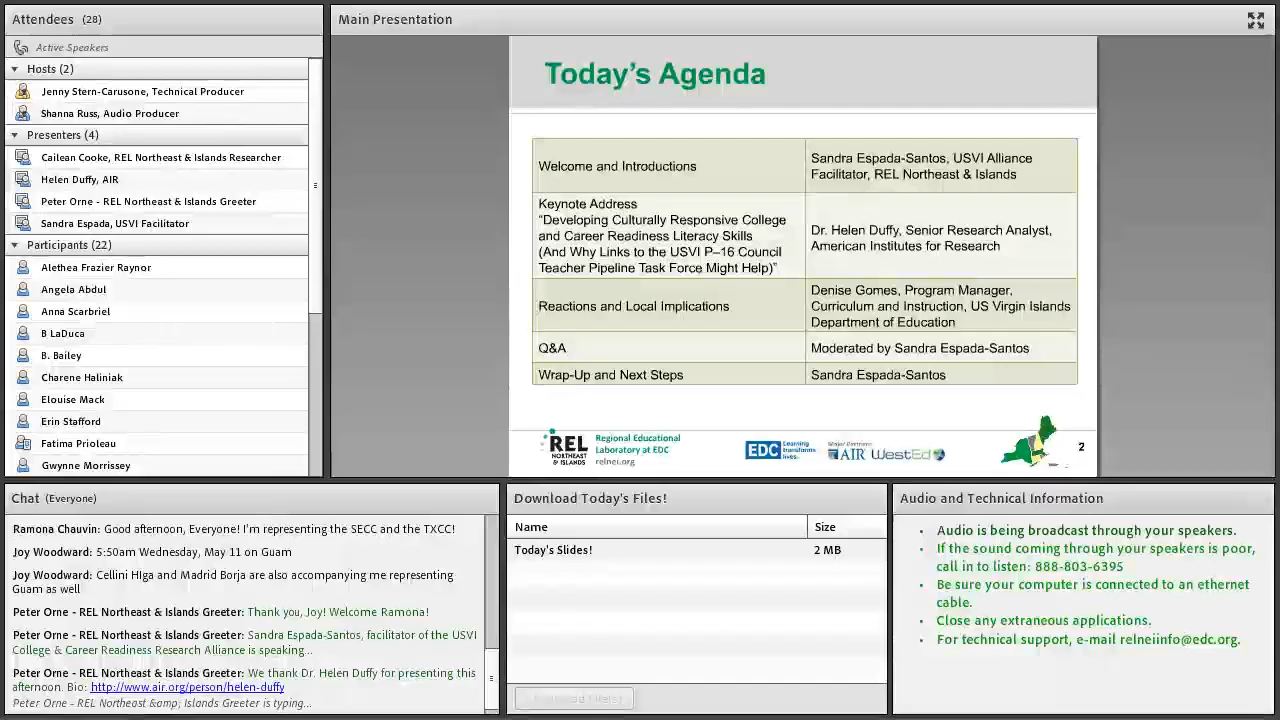 Attendees (28)
Active Speakers
Hosts (2)
Jenny Stern-Carusone, Technical Producer
Shanna Russ, Audio Producer
Presenters (4)
Cailean Cooke, REL Northeast & Islands Researcher
Helen Duffy, AIR
Peter Orne - REL Northeast & Islands Greeter
Sandra Espada, USVI Facilitator
Participants (22)
Alethea Frazier Raynor
Angela Abdul
Anna Scarbriel
B LaDuca
B. Bailey
Charene Haliniak
Elouise Mack
Erin Stafford
Fatima Prioleau
Gwynne Morrissey
Main Presentation
Today's Agenda
Welcome and Introductions
Sandra Espada-Santos, USVI Alliance
Facilitator, REL Northeast & Islands
Keynote Address
“Developing Culturally Responsive College
and Career Readiness Literacy Skills
(And Why Links to the USVI P–16 Council
Teacher Pipeline Task Force Might Help)”
Dr. Helen Duffy, Senior Research Analyst,
American Institutes for Research
Reactions and Local Implications
Denise Gomes, Program Manager,
Curriculum and Instruction, US Virgin Islands
Department of Education
Q&A
Moderated by Sandra Espada-Santos
Wrap-Up and Next Steps
Sandra Espada-Santos
REL
NORTHEAST
& ISLANDS
Regional Educational
Laboratory at EDC
relnei.org
EDC
Learning
transforms
lives.
Major Partners:
AIR WestEd
2
Chat (Everyone)
Ramona Chauvin: Good afternoon, Everyone! I'm representing the SECC and the TXCC!
Joy Woodward: 5:50am Wednesday, May 11 on Guam
Joy Woodward: Cellini HIga and Madrid Borja are also accompanying me representing
Guam as well
Peter Orne - REL Northeast & Islands Greeter: Thank you, Joy! Welcome Ramona!
Peter Orne - REL Northeast & Islands Greeter: Sandra Espada-Santos, facilitator of the USVI
College & Career Readiness Research Alliance is speaking...
Peter Orne - REL Northeast & Islands Greeter: We thank Dr. Helen Duffy for presenting this
afternoon. Bio: http://www.air.org/person/helen-duffy
Peter Orne - REL Northeast &amp; Islands Greeter is typing...
Download Today's Files!
Name
Size
Today's Slides!
2 MB
Audio and Technical Information
• Audio is being broadcast through your speakers.
• If the sound coming through your speakers is poor,
call in to listen: 888-803-6395
• Be sure your computer is connected to an ethernet
cable.
• Close any extraneous applications.
• For technical support, e-mail relneiinfo@edc.org.